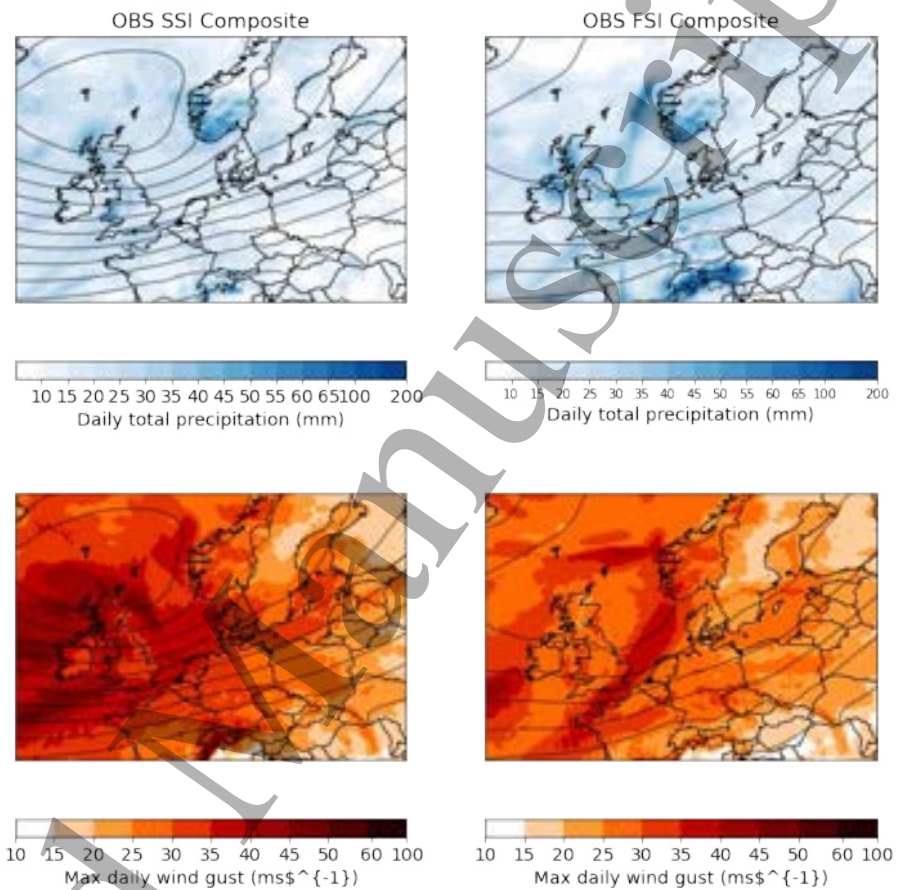 OBS SSI Composite
OBS FSI Composite
10 15 20 25 30 35 40 45 50 55 60 65100 200
Daily total precipitation (mm)
10 15 20 25 30 35 40 45 50 55 60 65 100 200
Daily total precipitation (mm)
10 15 20 25 30 35 40 45 50 60 100
Max daily wind gust (ms$^{-1})
10 15 20 25 30 35 40 45 50 60 100
Max daily wind gust (ms$^{-1})
Manuscrip